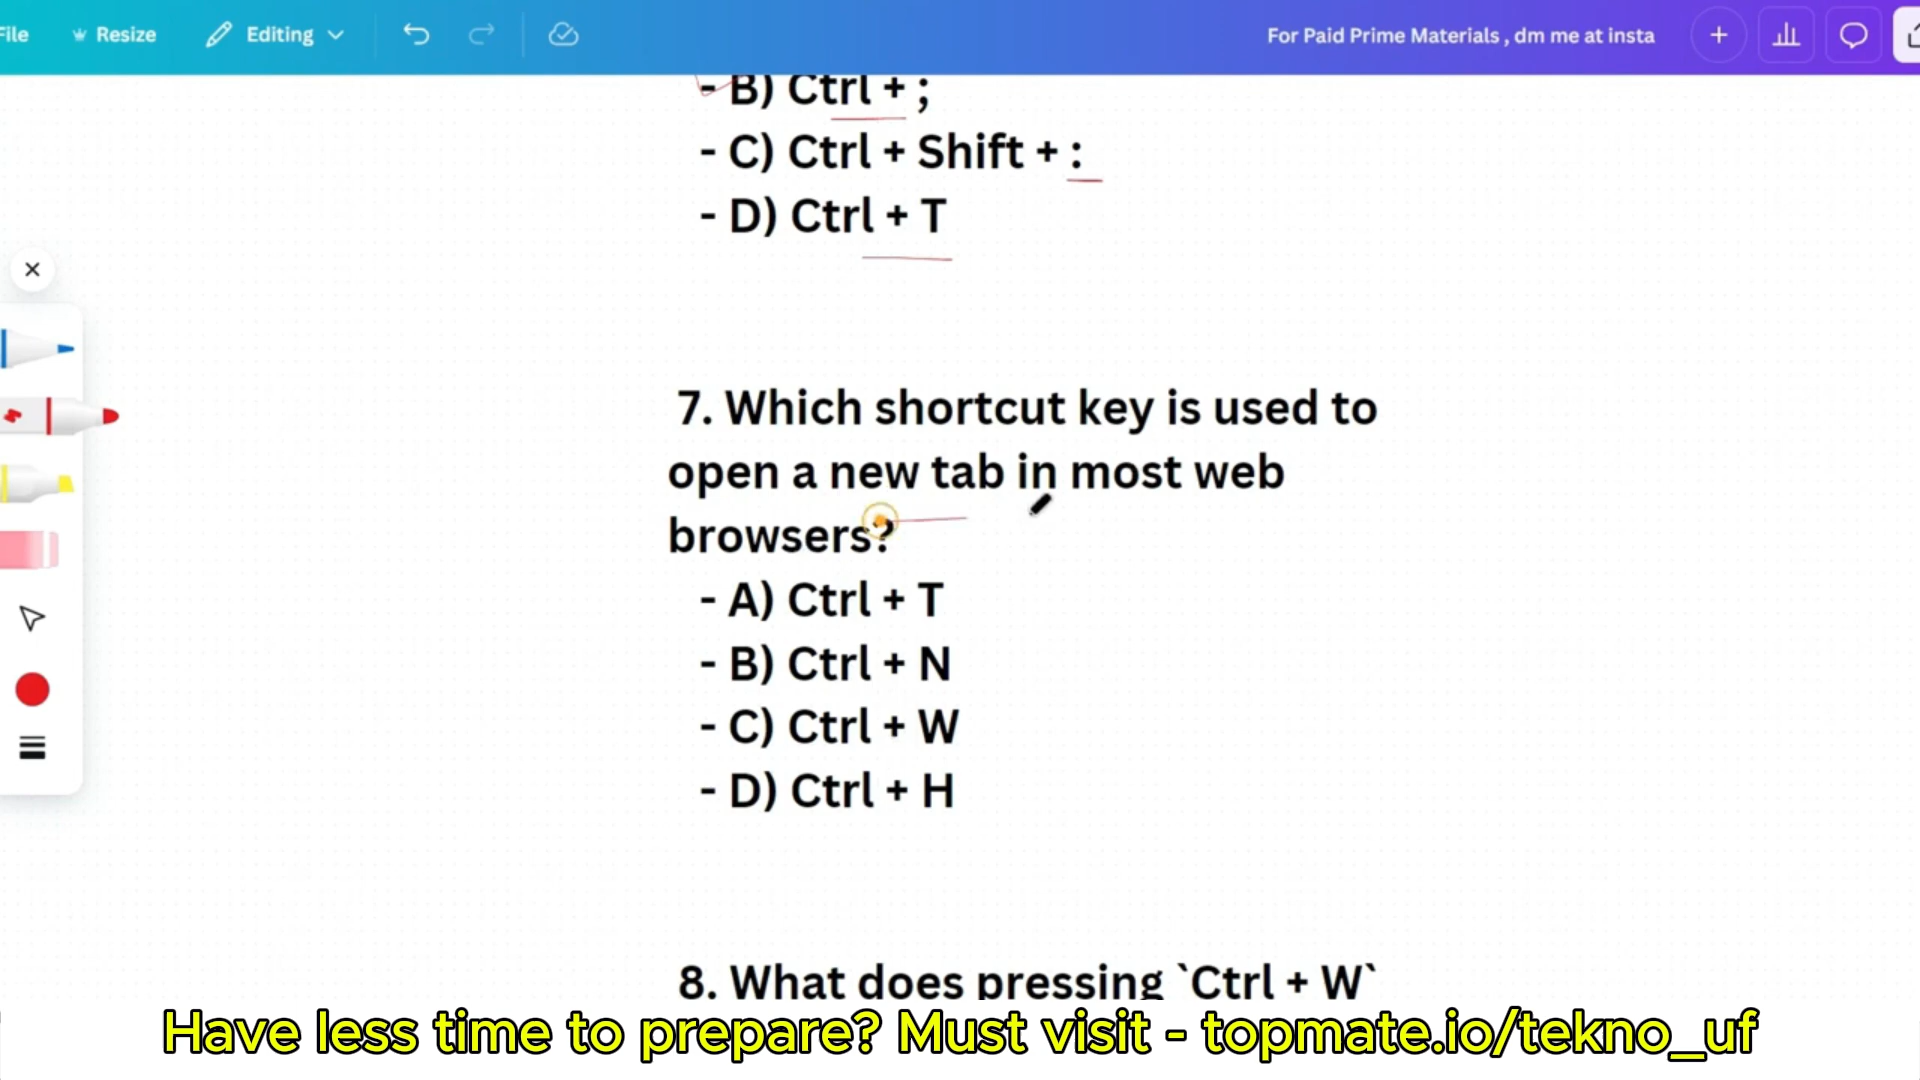 File Resize Editing For Paid Prime Materials , dm me at insta
- B) Ctrl + ;
- C) Ctrl + Shift + :
- D) Ctrl + T
7. Which shortcut key is used to
open a new tab in most web
browsers?
- A) Ctrl + T
- B) Ctrl + N
- C) Ctrl + W
- D) Ctrl + H
8. What does pressing `Ctrl + W`
Have less time to prepare? Must visit - topmate.io/tekno_uf